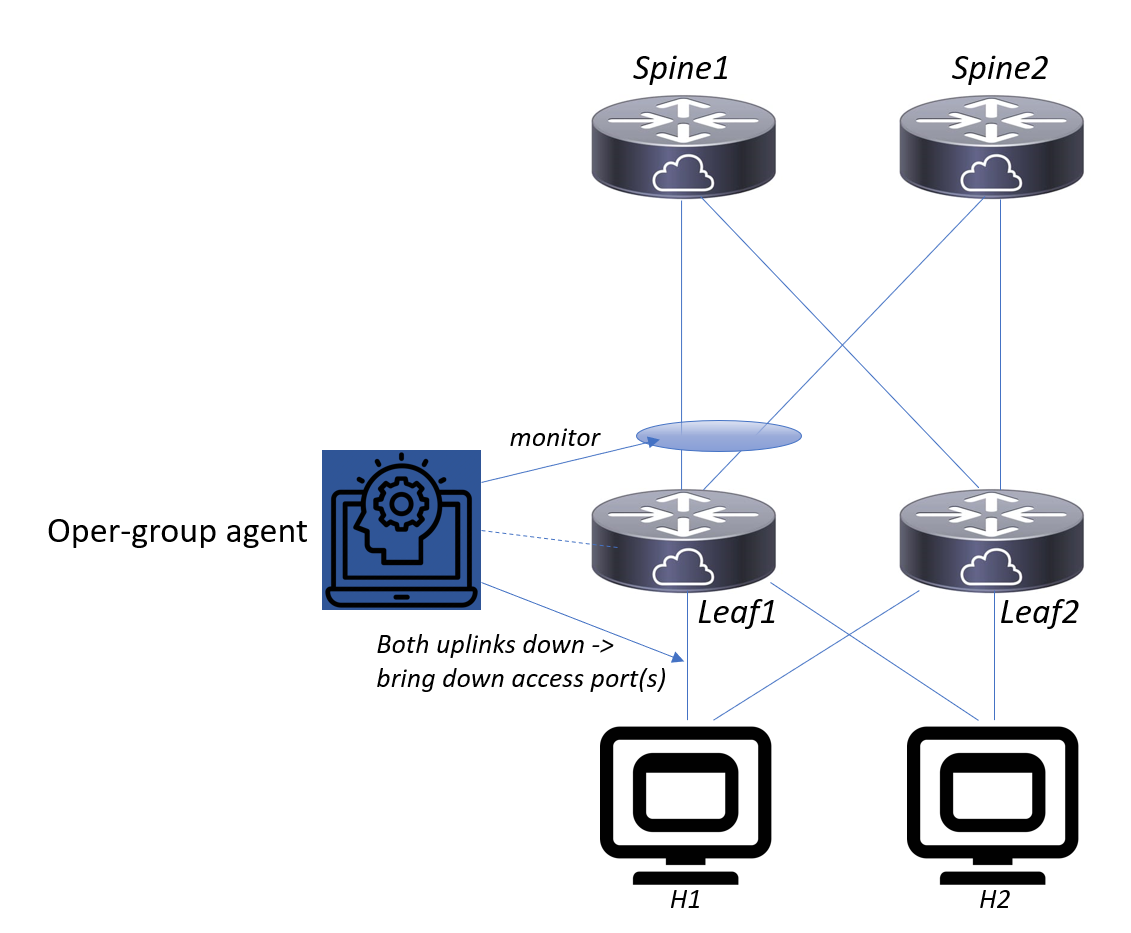 Spine1
Spine2
monitor
Oper-group agent
Leaf1
Leaf2
Both uplinks down ->
bring down access port(s)
H1
H2